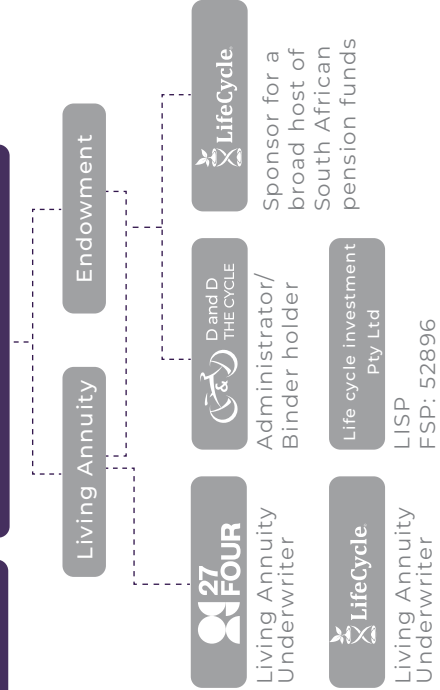 Living Annuity
Endowment
27
FOUR
Living Annuity
Underwriter
D and D
THE CYCLE
&
Administrator/
Binder holder
LifeCycle
Sponsor for a
broad host of
South African
pension funds
LifeCycle
Living Annuity
Underwriter
Life cycle investment
Pty Ltd
LISP
FSP: 52896